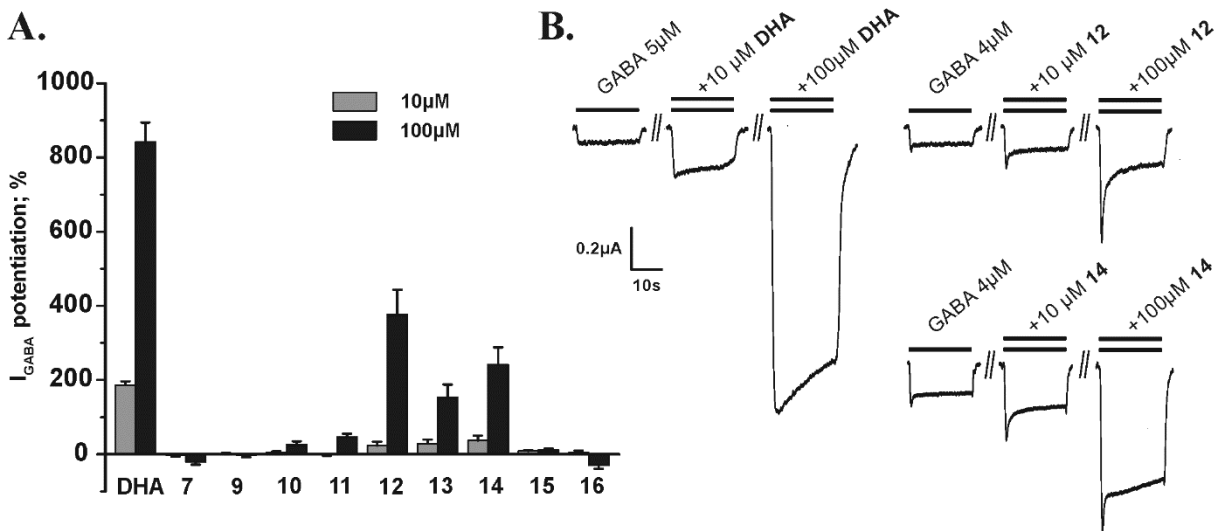 A.
I GABA potentiation; %
1000
800
600
400
200
0
10µM
100µM
DHA 7 9 10 11 12 13 14 15 16
B.
GABA 5µM
+10 µM DHA
+100µM DHA
GABA 4µM
+10 µM 12
+100µM 12
0.2µA
10s
GABA 4µM
+10 µM 14
+100µM 14